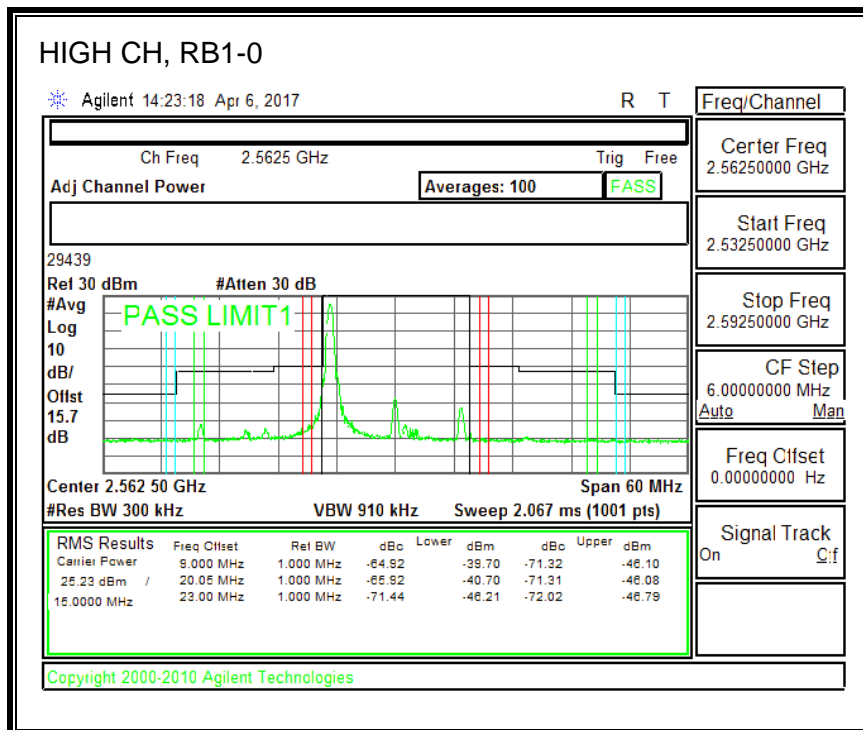 HIGH CH, RB1-0
Agilent 14:23:18 Apr 6, 2017 R T
Freq/Channel
Ch Freq 2.5625 GHz Trig Free
Adj Channel Power Averages: 100 PASS
Center Freq
2.56250000 GHz
Start Freq
2.53250000 GHz
Stop Freq
2.59250000 GHz
CF Step
6.00000000 MHz
Auto Man
Freq Offset
0.00000000 Hz
Signal Track
On Off
29439
Ref 30 dBm #Atten 30 dB
#Avg
Log
10
dB/
Offst
15.7
dB
PASS LIMIT1
Center 2.562 50 GHz Span 60 MHz
#Res BW 300 kHz VBW 910 kHz Sweep 2.067 ms (1001 pts)
RMS Results Freq Offset Ref BW dBc Lower dBm dBc Upper dBm
Carrier Power 9.000 MHz 1.000 MHz -64.92 -39.70 -71.32 -46.10
25.23 dBm / 20.05 MHz 1.000 MHz -65.92 -40.70 -71.31 -46.08
15.0000 MHz 23.00 MHz 1.000 MHz -71.44 -46.21 -72.02 -46.79
Copyright 2000-2010 Agilent Technologies